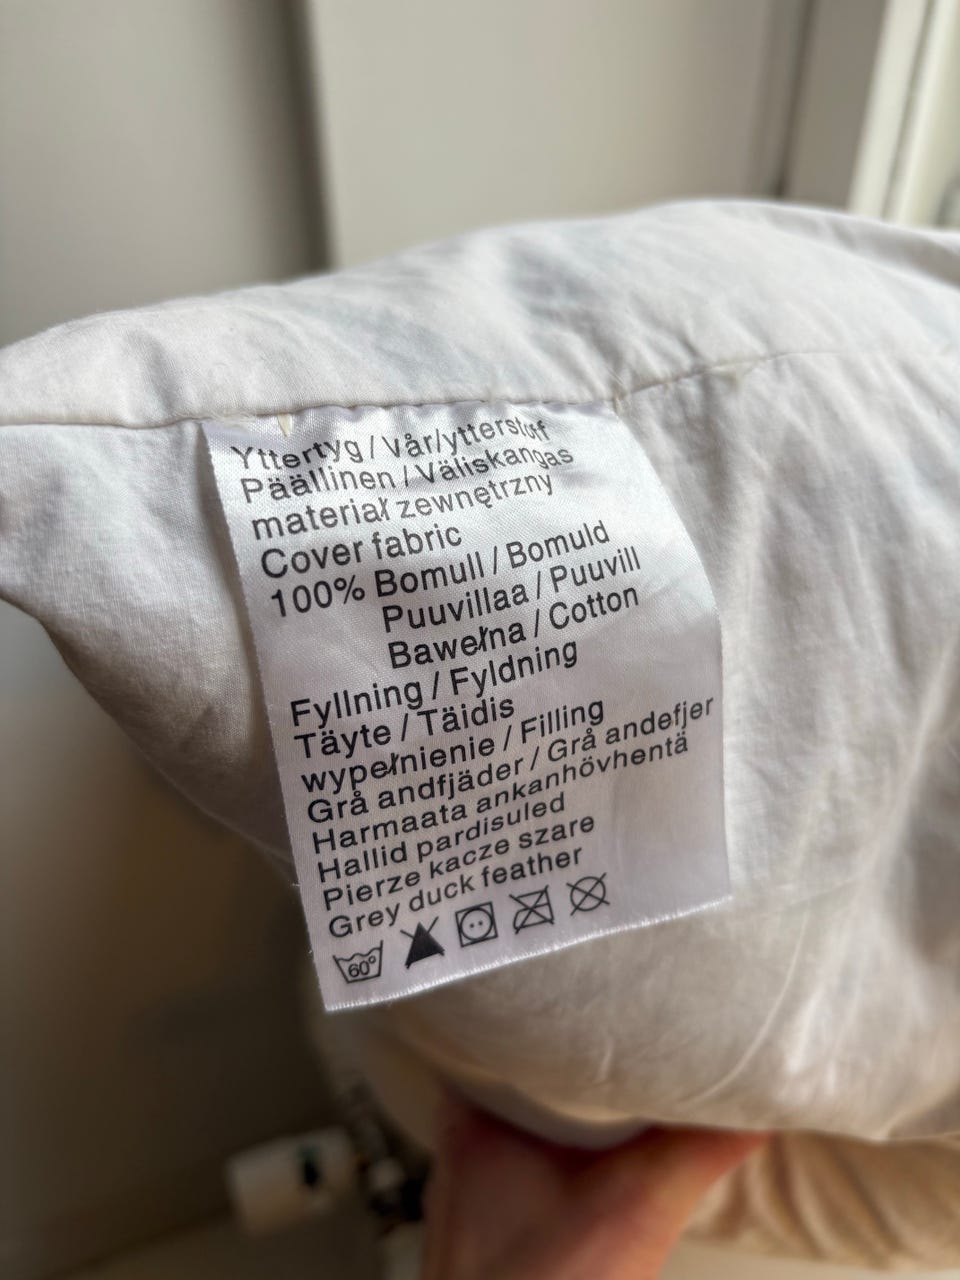 Yttertyg / Vår/ytterstoff
Päällinen / Väliskangas
materiał zewnętrzny
Cover fabric
100% Bomull / Bomuld
Puuvillaa / Puuvill
Bawełna / Cotton
Fyllning / Fyldning
Täyte / Täidis
wypełnienie / Filling
Grå andfjäder / Grå andefjer
Harmaata ankanhövhentä
Hallid pardisuled
Pierze kacze szare
Grey duck feather
60°